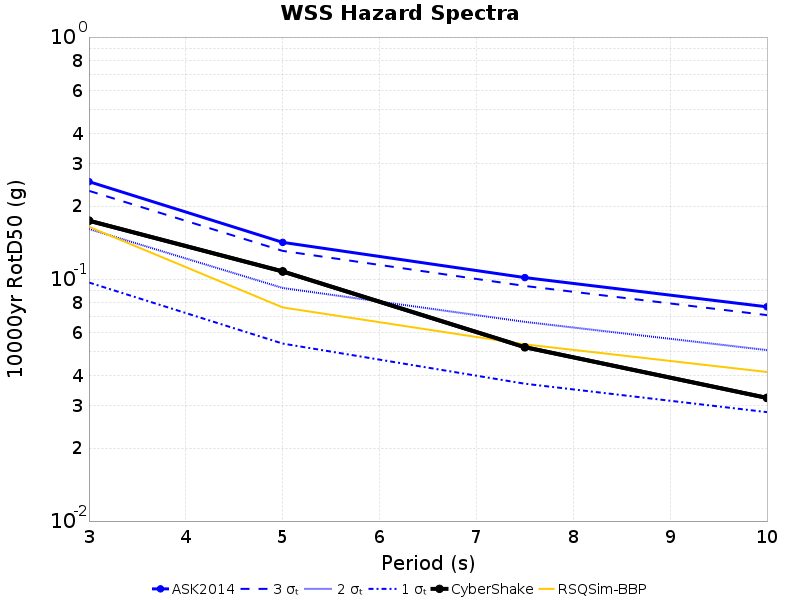 WSS Hazard Spectra
10000yr RotD50 (g)
10^0
8
6
4
3
2
10^-1
8
6
4
3
2
10^-2
3 4 5 6 7 8 9 10
Period (s)
ASK2014 3 σₜ 2 σₜ 1 σₜ CyberShake RSQSim-BBP